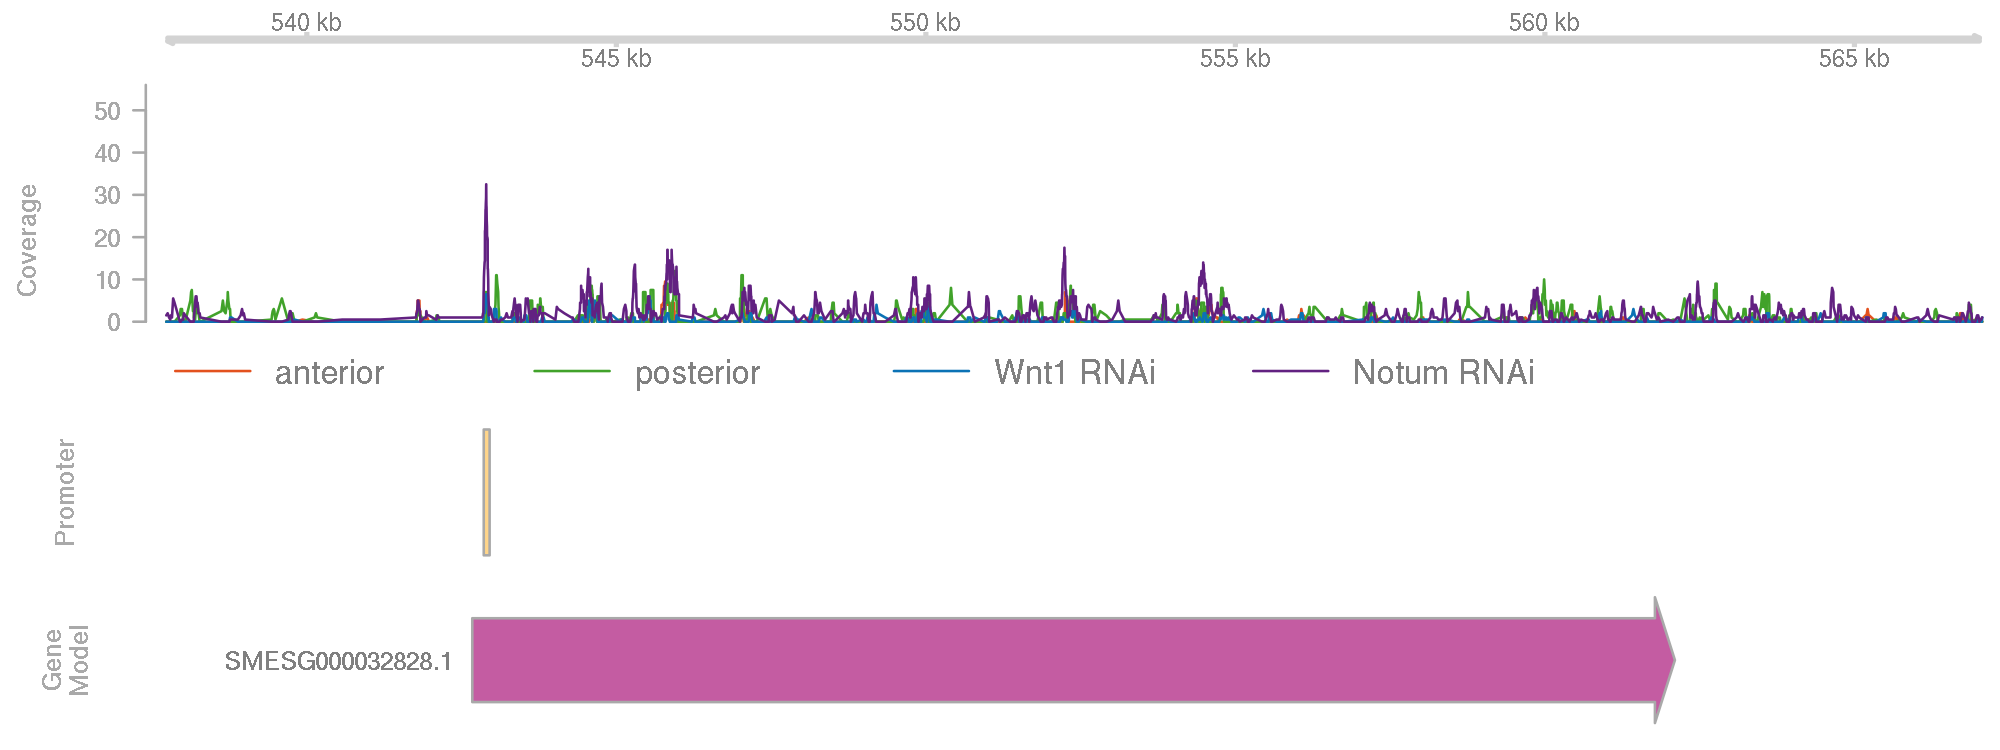 540 kb 550 kb 560 kb
545 kb 555 kb 565 kb
Coverage
50
40
30
20
10
0
anterior posterior Wnt1 RNAi Notum RNAi
Promoter
Gene
Model
SMESG000032828.1